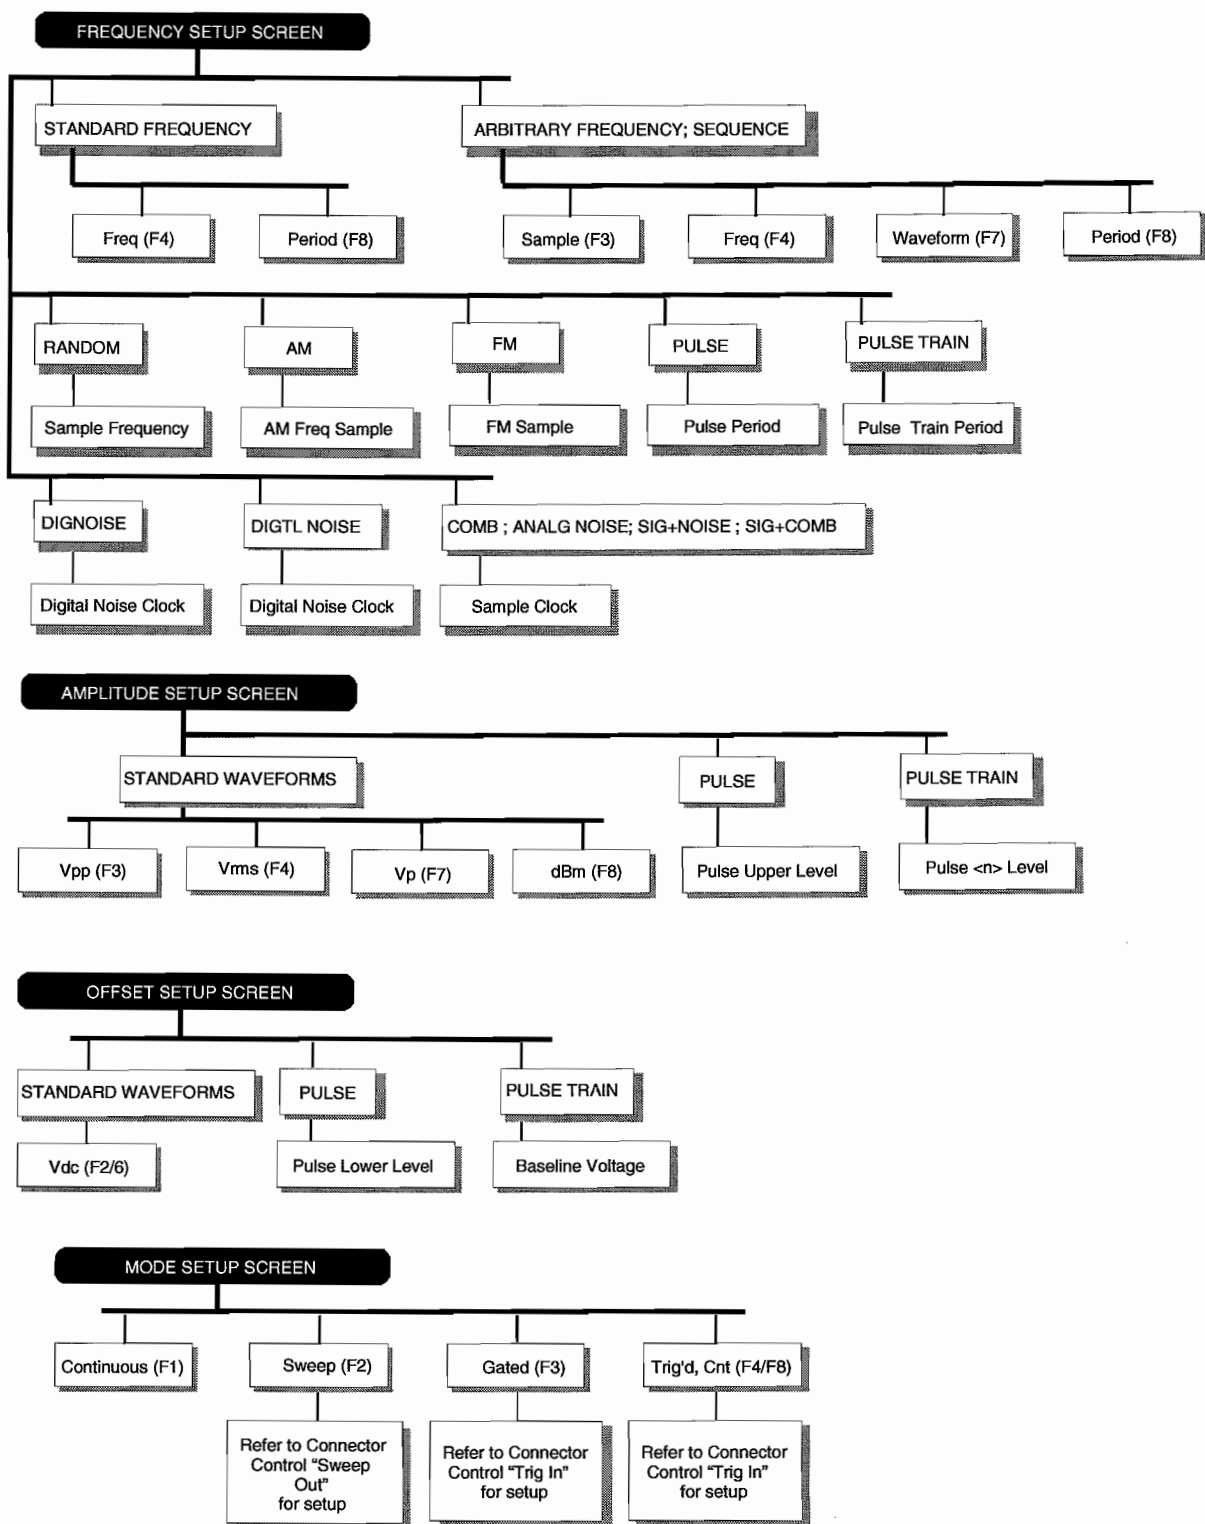 FREQUENCY SETUP SCREEN
STANDARD FREQUENCY
ARBITRARY FREQUENCY; SEQUENCE
Freq (F4)
Period (F8)
Sample (F3)
Freq (F4)
Waveform (F7)
Period (F8)
RANDOM
AM
FM
PULSE
PULSE TRAIN
Sample Frequency
AM Freq Sample
FM Sample
Pulse Period
Pulse Train Period
DIGNOISE
DIGTL NOISE
COMB ; ANALG NOISE; SIG+NOISE ; SIG+COMB
Digital Noise Clock
Digital Noise Clock
Sample Clock
AMPLITUDE SETUP SCREEN
STANDARD WAVEFORMS
PULSE
PULSE TRAIN
Vpp (F3)
Vrms (F4)
Vp (F7)
dBm (F8)
Pulse Upper Level
Pulse <n> Level
OFFSET SETUP SCREEN
STANDARD WAVEFORMS
PULSE
PULSE TRAIN
Vdc (F2/6)
Pulse Lower Level
Baseline Voltage
MODE SETUP SCREEN
Continuous (F1)
Sweep (F2)
Gated (F3)
Trig'd, Cnt (F4/F8)
Refer to Connector
Control “Sweep
Out”
for setup
Refer to Connector
Control “Trig In”
for setup
Refer to Connector
Control “Trig In”
for setup